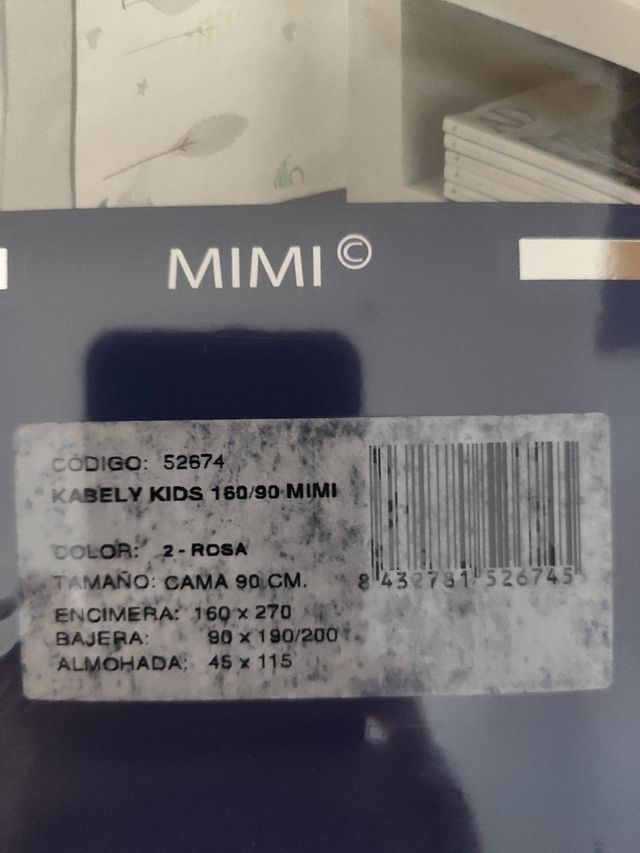 MIMI©
CÓDIGO: 52674
KABELY KIDS 160/90 MIMI
COLOR: 2 - ROSA
TAMAÑO: CAMA 90 CM.
ENCIMERA: 160 x 270
BAJERA: 90 x 190/200
ALMOHADA: 45 x 115
8 432781 526745